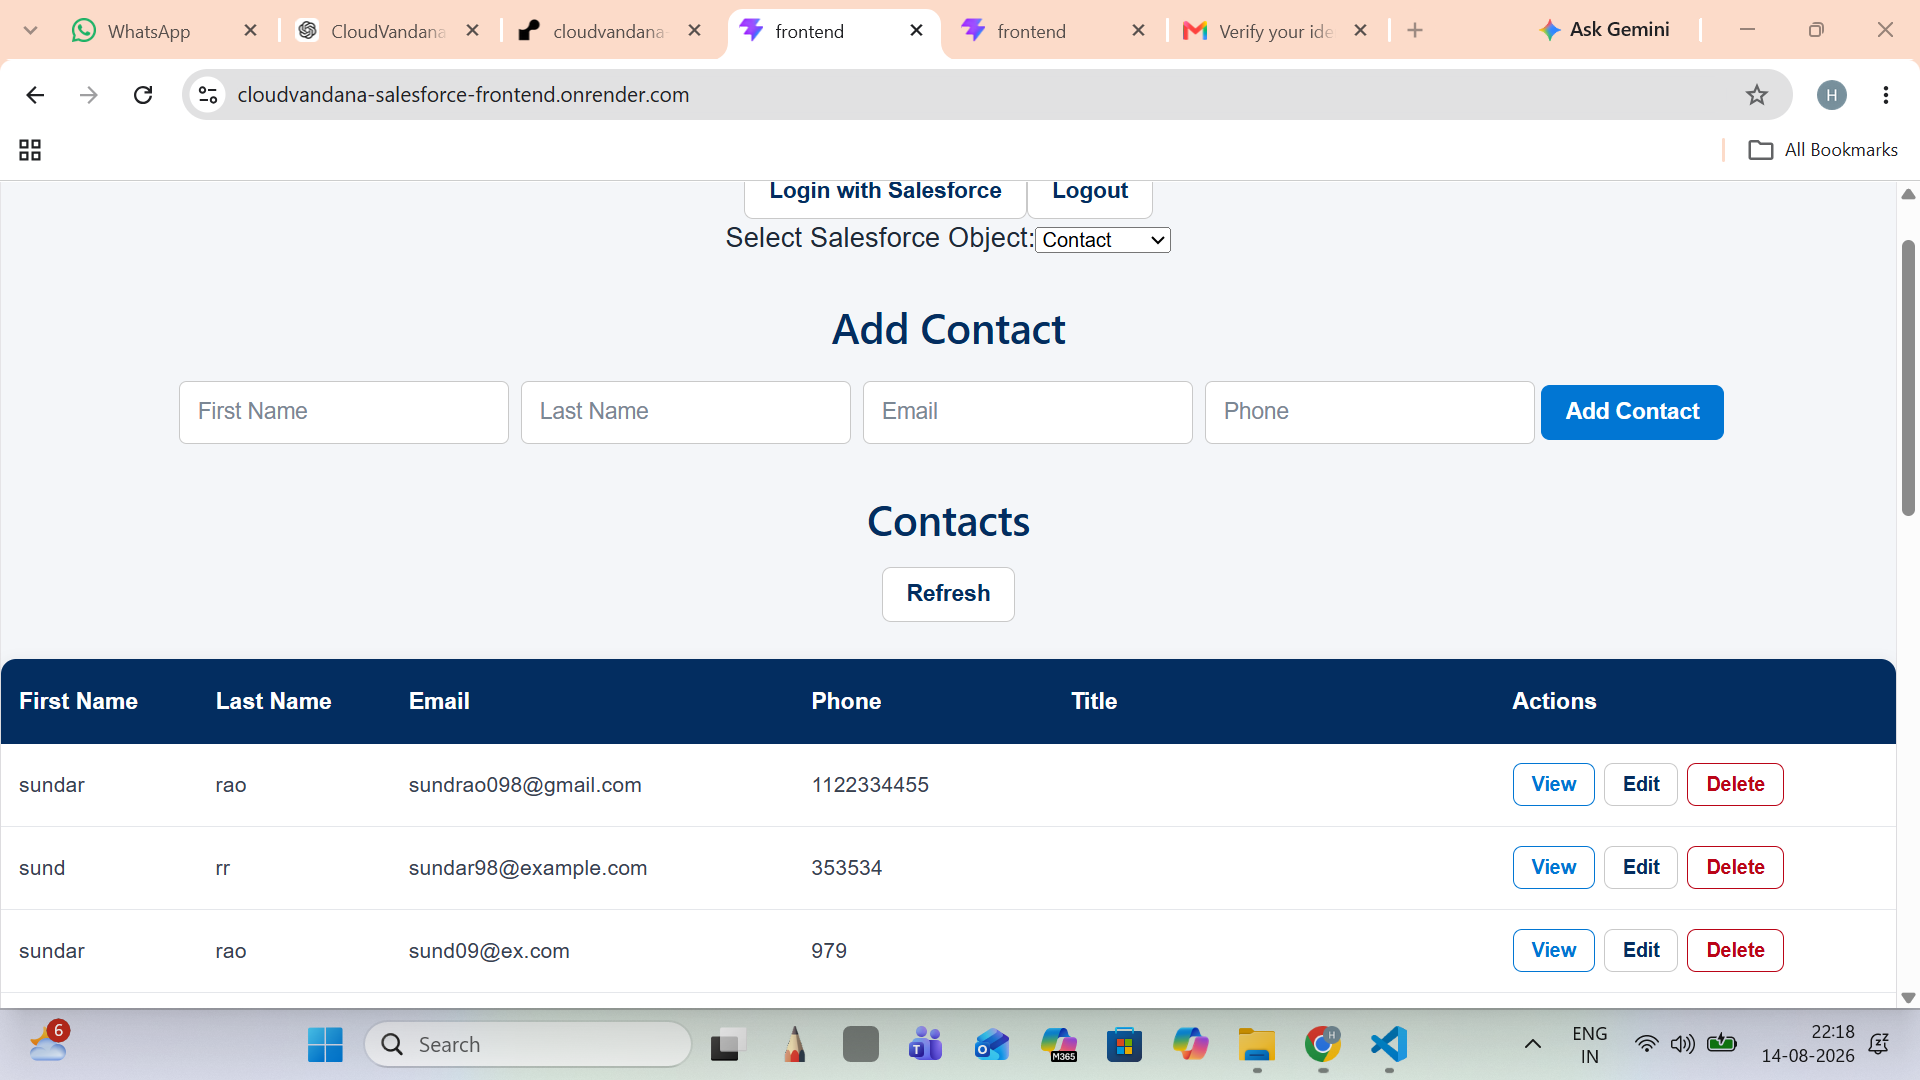 WhatsApp
CloudVandana
cloudvandana-
frontend
frontend
Verify your ide
Ask Gemini
cloudvandana-salesforce-frontend.onrender.com
H
All Bookmarks
Login with Salesforce
Logout
Select Salesforce Object:
Contact
Add Contact
First Name
Last Name
Email
Phone
Add Contact
Contacts
Refresh
First Name Last Name Email Phone Title Actions
sundar rao sundrao098@gmail.com 1122334455 View Edit Delete
sund rr sundar98@example.com 353534 View Edit Delete
sundar rao sund09@ex.com 979 View Edit Delete
6
Search
M365
H
ENG
IN
22:18
14-08-2026